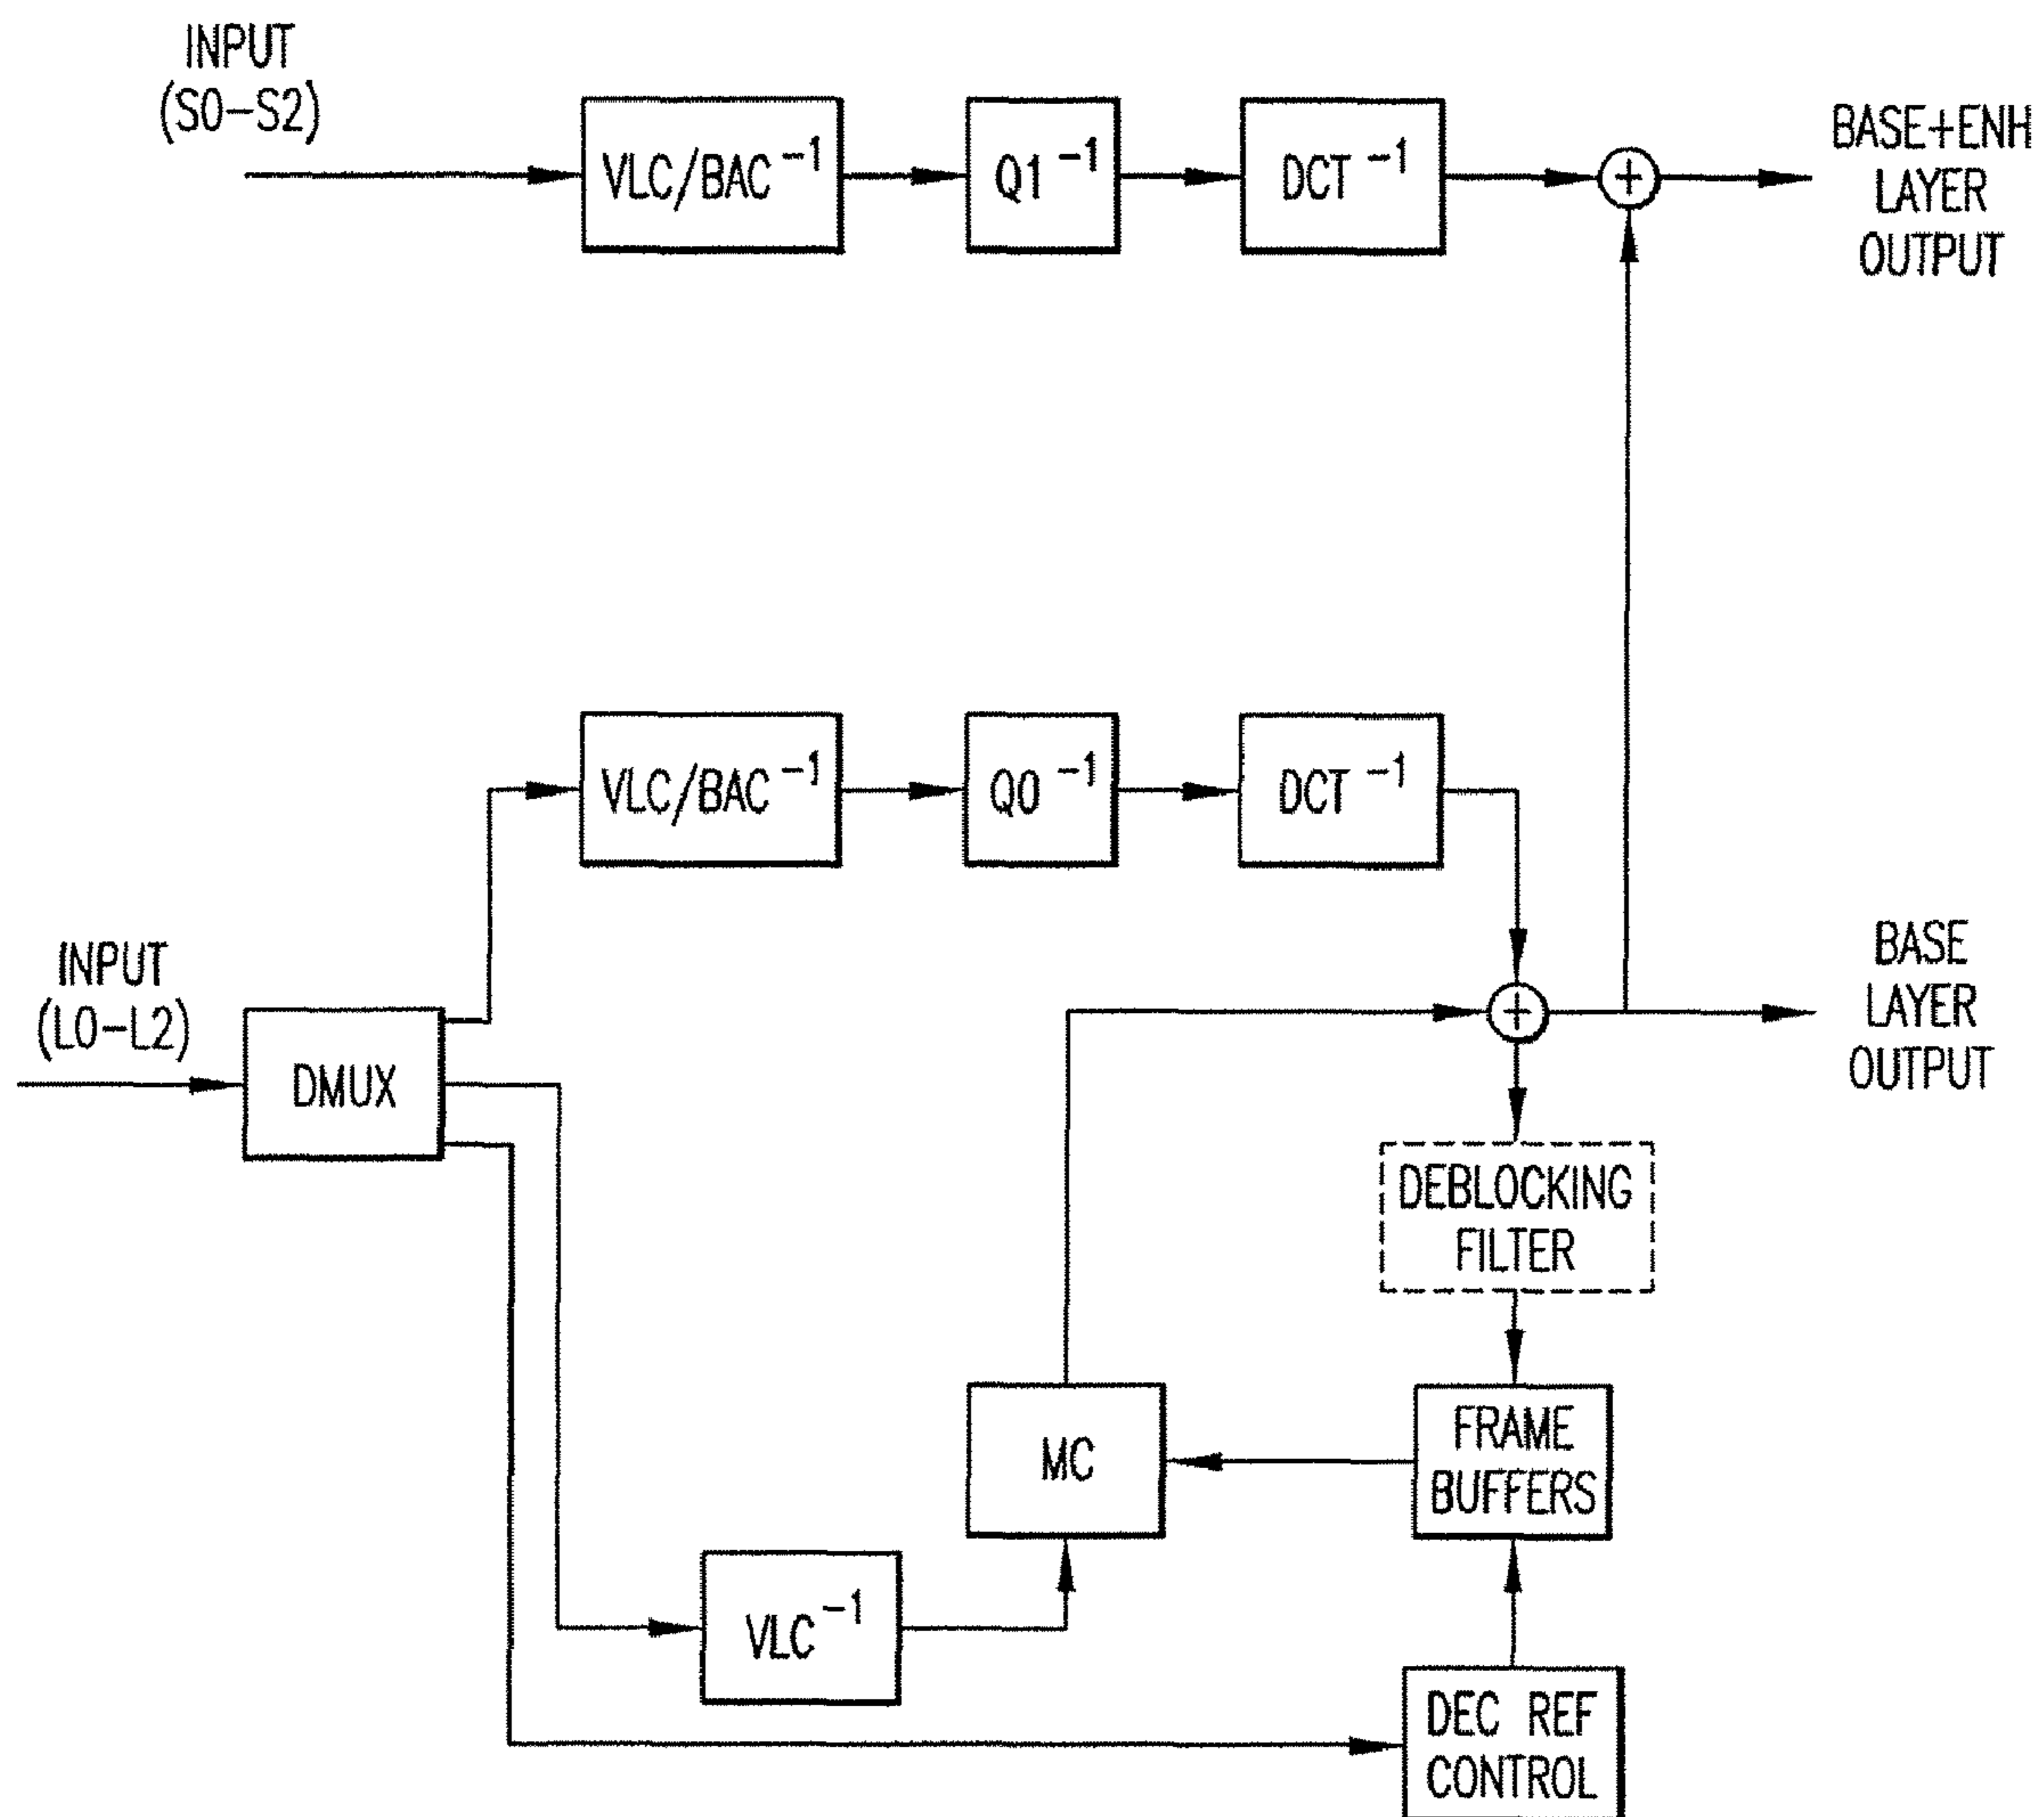 INPUT
(S0-S2)
VLC/BAC⁻¹
Q1⁻¹
DCT⁻¹
+
BASE+ENH
LAYER
OUTPUT
VLC/BAC⁻¹
Q0⁻¹
DCT⁻¹
INPUT
(L0-L2)
DMUX
+
BASE
LAYER
OUTPUT
DEBLOCKING
FILTER
MC
FRAME
BUFFERS
VLC⁻¹
DEC REF
CONTROL